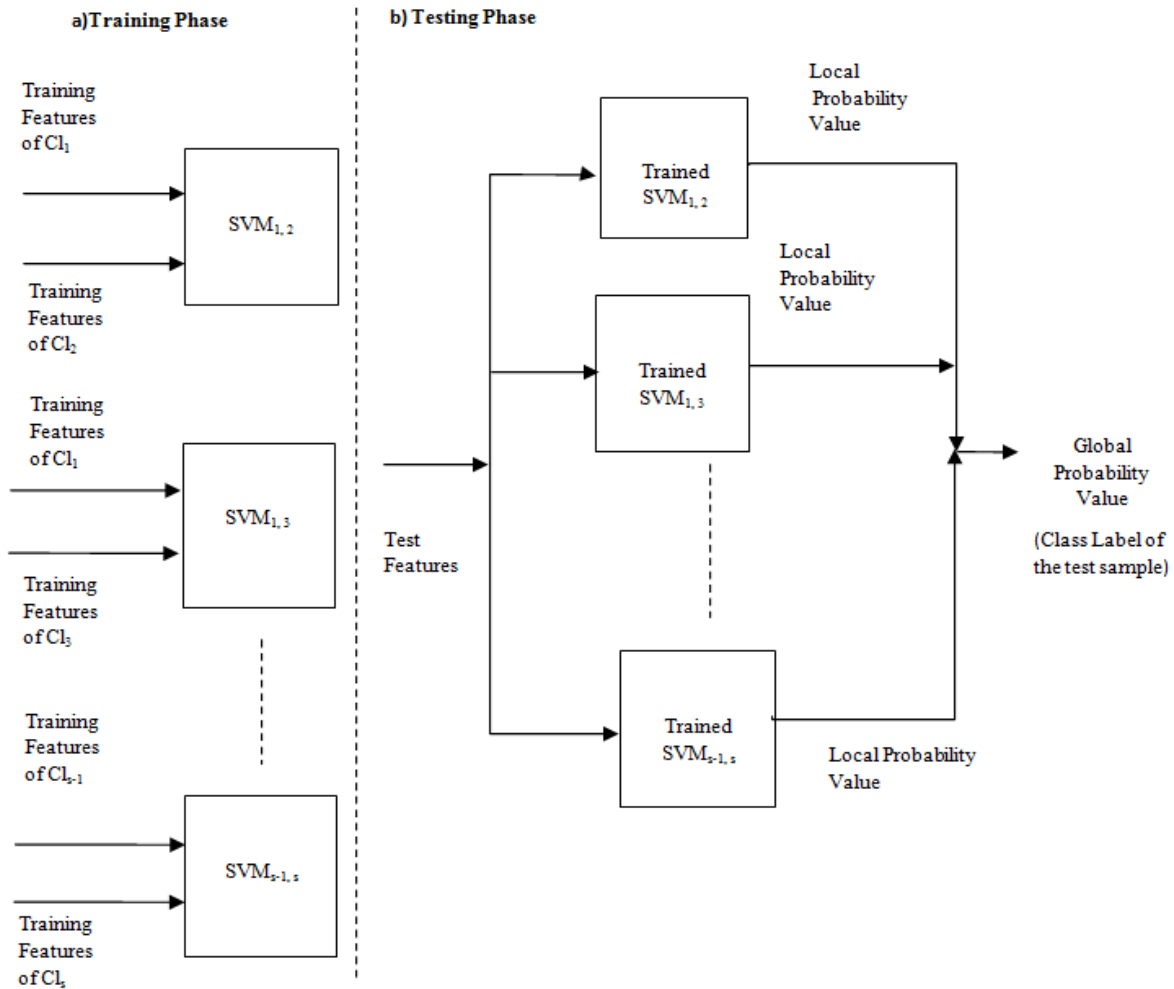 a)Training Phase
Training
Features
of Cl₁
SVM₁, ₂
Training
Features
of Cl₂
Training
Features
of Cl₁
SVM₁, ₃
Training
Features
of Cl₃
Training
Features
of Clₛ₋₁
SVMₛ₋₁, ₛ
Training
Features
of Clₛ
b) Testing Phase
Test
Features
Trained
SVM₁, ₂
Local
Probability
Value
Trained
SVM₁, ₃
Local
Probability
Value
Trained
SVMₛ₋₁, ₛ
Local Probability
Value
Global
Probability
Value
(Class Label of
the test sample)